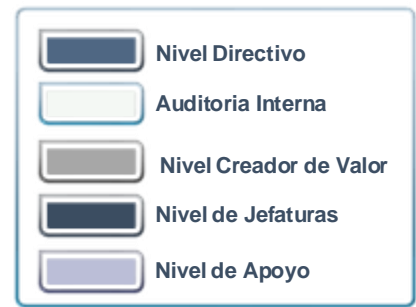 Nivel Directivo
Auditoria Interna
Nivel Creador de Valor
Nivel de Jefaturas
Nivel de Apoyo